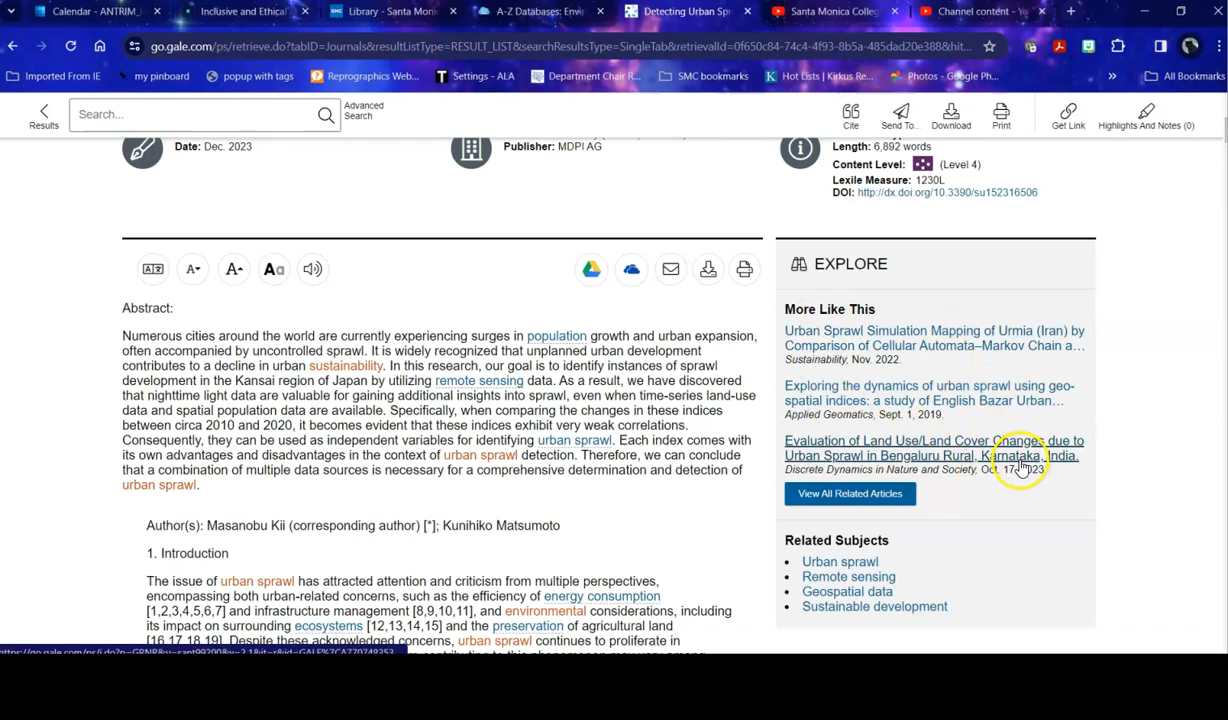 Calendar - ANTRIM_
Inclusive and Ethical
SMC Library - Santa Moni
A-Z Databases: Envi
Detecting Urban Sp
Santa Monica Colleg
Channel content - Yo
go.gale.com/ps/retrieve.do?tabID=Journals&resultListType=RESULT_LIST&searchResultsType=SingleTab&retrievalId=0f650c84-74c4-4f93-8b5a-485dad20e388&hit...
Imported From IE
my pinboard
popup with tags
Reprographics Web...
Settings - ALA
Department Chair R...
SMC bookmarks
Hot Lists | Kirkus Re...
Photos - Google Ph...
»
All Bookmarks
Results
Search...
Advanced
Search
Cite
Send To...
Download
Print
Get Link
Highlights And Notes (0)
Date: Dec. 2023
Length: 6,892 words
Content Level: (Level 4)
Lexile Measure: 1230L
DOI: http://dx.doi.org/10.3390/su152316506
EXPLORE
Abstract:
Numerous cities around the world are currently experiencing surges in population growth and urban expansion,
often accompanied by uncontrolled sprawl. It is widely recognized that unplanned urban development
contributes to a decline in urban sustainability. In this research, our goal is to identify instances of sprawl
development in the Kansai region of Japan by utilizing remote sensing data. As a result, we have discovered
that nighttime light data are valuable for gaining additional insights into sprawl, even when time-series land-use
data and spatial population data are available. Specifically, when comparing the changes in these indices
between circa 2010 and 2020, it becomes evident that these indices exhibit very weak correlations.
Consequently, they can be used as independent variables for identifying urban sprawl. Each index comes with
its own advantages and disadvantages in the context of urban sprawl detection. Therefore, we can conclude
that a combination of multiple data sources is necessary for a comprehensive determination and detection of
urban sprawl.
Author(s): Masanobu Kii (corresponding author) [*]; Kunihiko Matsumoto
1. Introduction
The issue of urban sprawl has attracted attention and criticism from multiple perspectives,
encompassing both urban-related concerns, such as the efficiency of energy consumption
[1,2,3,4,5,6,7] and infrastructure management [8,9,10,11], and environmental considerations, including
its impact on surrounding ecosystems [12,13,14,15] and the preservation of agricultural land
[16,17,18,19]. Despite these acknowledged concerns, urban sprawl continues to proliferate in
More Like This
Urban Sprawl Simulation Mapping of Urmia (Iran) by
Comparison of Cellular Automata–Markov Chain a...
Sustainability, Nov. 2022.
Exploring the dynamics of urban sprawl using geo-
spatial indices: a study of English Bazar Urban...
Applied Geomatics, Sept. 1, 2019.
Evaluation of Land Use/Land Cover Changes due to
Urban Sprawl in Bengaluru Rural, Karnataka, India.
Discrete Dynamics in Nature and Society, Oct. 17, 2023
View All Related Articles
Related Subjects
Urban sprawl
Remote sensing
Geospatial data
Sustainable development